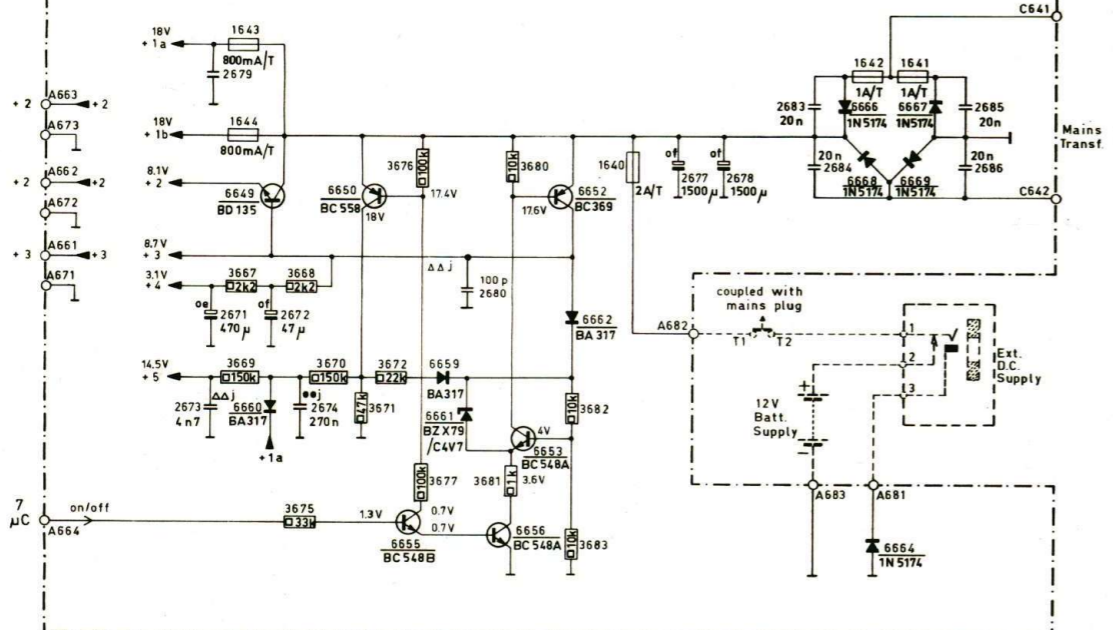 C641
18V
+ 1a
1643
800mA/T
2679
1642
1641
1A/T
1A/T
2683
20n
6666
1N5174
6667
1N5174
2685
20n
+ 2
A663
+2
A673
18V
+ 1b
1644
800mA/T
Mains
Transf.
3676
100k
10k
3680
1640
2A/T
of
2677
1500µ
of
2678
1500µ
20n
2684
20n
2686
6668
1N5174
6669
1N5174
C642
+ 2
A662
+2
8.1V
+ 2
6649
BD135
6650
BC558
18V
17.4V
17.6V
6652
BC369
A672
+ 3
A661
+3
8.7V
+ 3
ΔΔj
100p
2680
A671
3.1V
+4
3667
2k2
3668
2k2
oe
2671
470µ
of
2672
47µ
6662
BA317
coupled with
mains plug
A682
T1
T2
1
2
3
Ext.
D.C.
Supply
14.5V
+ 5
3669
150k
3670
150k
3672
22k
6659
BA317
2673
4n7
ΔΔj
6660
BA317
●●j
2674
270n
47k
3671
6661
BZX79
/C4V7
10k
3682
+1a
4V
6653
BC548A
+
12V
Batt.
Supply
-
100k
3677
3681
1k
3.6V
A683
A681
7
µC
on/off
A664
3675
33k
1.3V
0.7V
0.7V
6655
BC548B
6656
BC548A
10k
3683
6664
1N5174